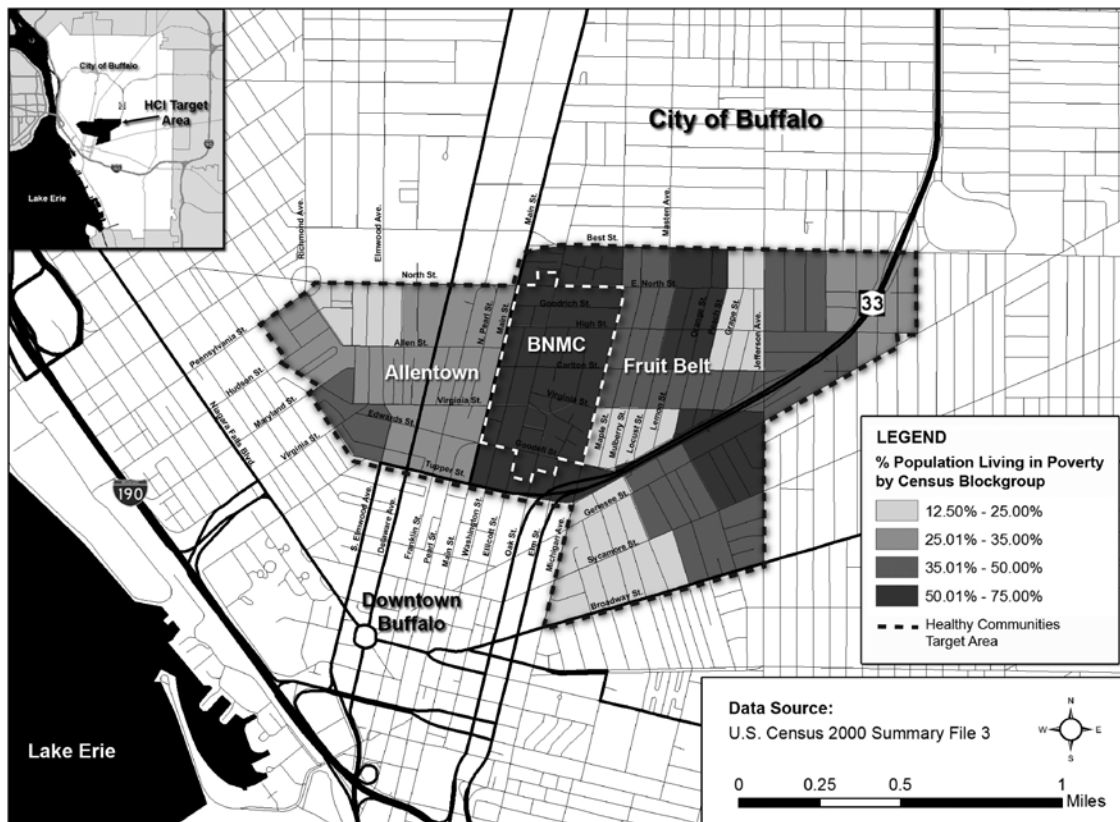 City of Buffalo
HCI Target
Area
Lake Erie
City of Buffalo
Richmond Ave.
Elmwood Ave.
Main St.
Masten Ave.
Best St.
North St.
E. North St.
33
Goodrich St.
N. Pearl St.
Main St.
Orange St.
Peach St.
Grape St.
High St.
Jefferson Ave.
Pennsylvania St.
Allen St.
BNMC
Carlton St.
Fruit Belt
Allentown
Hudson St.
Virginia St.
Virginia St.
Maryland St.
Niagara Falls Blvd
Edwards St.
Maple St.
Mulberry St.
Locust St.
Lemon St.
Virginia St.
Goodell St.
Tupper St.
190
S. Elmwood Ave.
Delaware Ave.
Franklin St.
Pearl St.
Main St.
Washington St.
Ellicott St.
Oak St.
Elm St.
Michigan Ave.
Genesee St.
Sycamore St.
Broadway St.
Downtown
Buffalo
Lake Erie
LEGEND
% Population Living in Poverty
by Census Blockgroup
12.50% - 25.00%
25.01% - 35.00%
35.01% - 50.00%
50.01% - 75.00%
Healthy Communities
Target Area
Data Source:
U.S. Census 2000 Summary File 3
N
W E
S
0 0.25 0.5 1
Miles